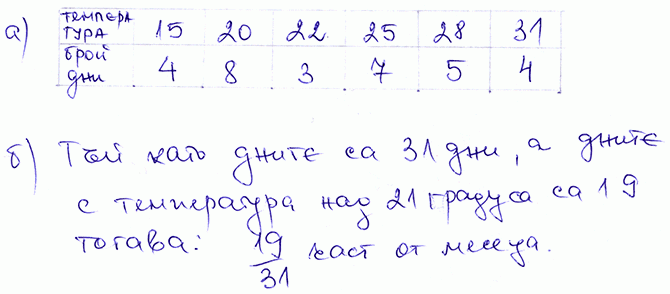 а) ТЕМПЕРАТУРА 15 20 22 25 28 31
БРОЙ ДНИ 4 8 3 7 5 4
б) Тъй като дните са 31 дни, а дните
с температура над 21 градуса са 19
тогава: 19/31 част от месеца.